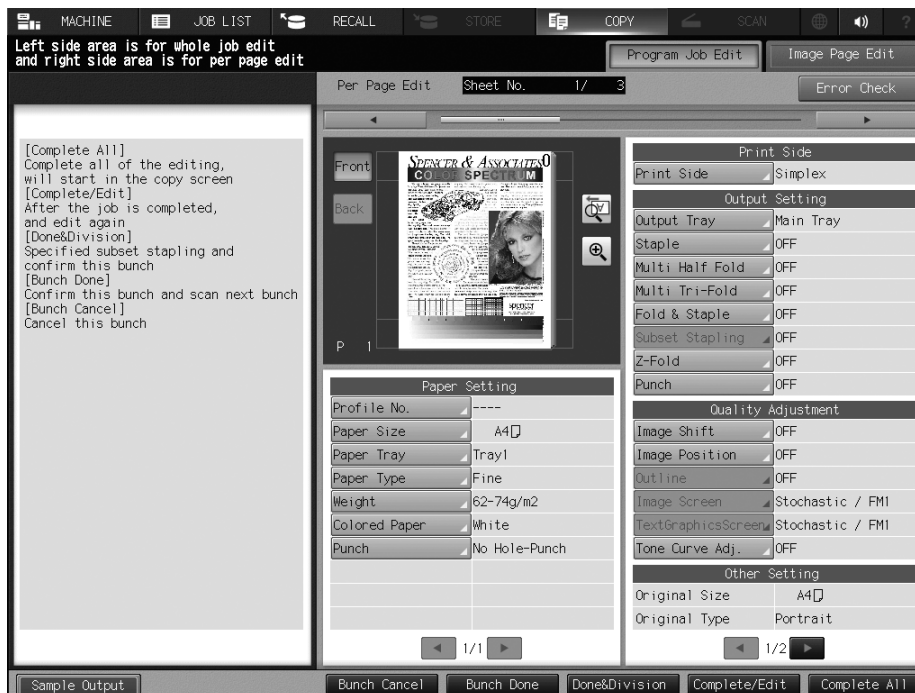 MACHINE JOB LIST RECALL STORE COPY SCAN ?
Left side area is for whole job edit
and right side area is for per page edit
Program Job Edit Image Page Edit
Per Page Edit Sheet No. 1/ 3
Error Check
[Complete All]
Complete all of the editing,
will start in the copy screen
[Complete/Edit]
After the job is completed,
and edit again
[Done&Division]
Specified subset stapling and
confirm this bunch
[Bunch Done]
Confirm this bunch and scan next bunch
[Bunch Cancel]
Cancel this bunch
Front
Back
SPENCER & ASSOCIATES
COLOR SPECTRUM
P 1
Paper Setting
Profile No. ----
Paper Size A4
Paper Tray Tray1
Paper Type Fine
Weight 62-74g/m2
Colored Paper White
Punch No Hole-Punch
1/1
Print Side
Print Side Simplex
Output Setting
Output Tray Main Tray
Staple OFF
Multi Half Fold OFF
Multi Tri-Fold OFF
Fold & Staple OFF
Subset Stapling OFF
Z-Fold OFF
Punch OFF
Quality Adjustment
Image Shift OFF
Image Position OFF
Outline OFF
Image Screen Stochastic / FM1
TextGraphicsScreen Stochastic / FM1
Tone Curve Adj. OFF
Other Setting
Original Size A4
Original Type Portrait
1/2
Sample Output Bunch Cancel Bunch Done Done&Division Complete/Edit Complete All